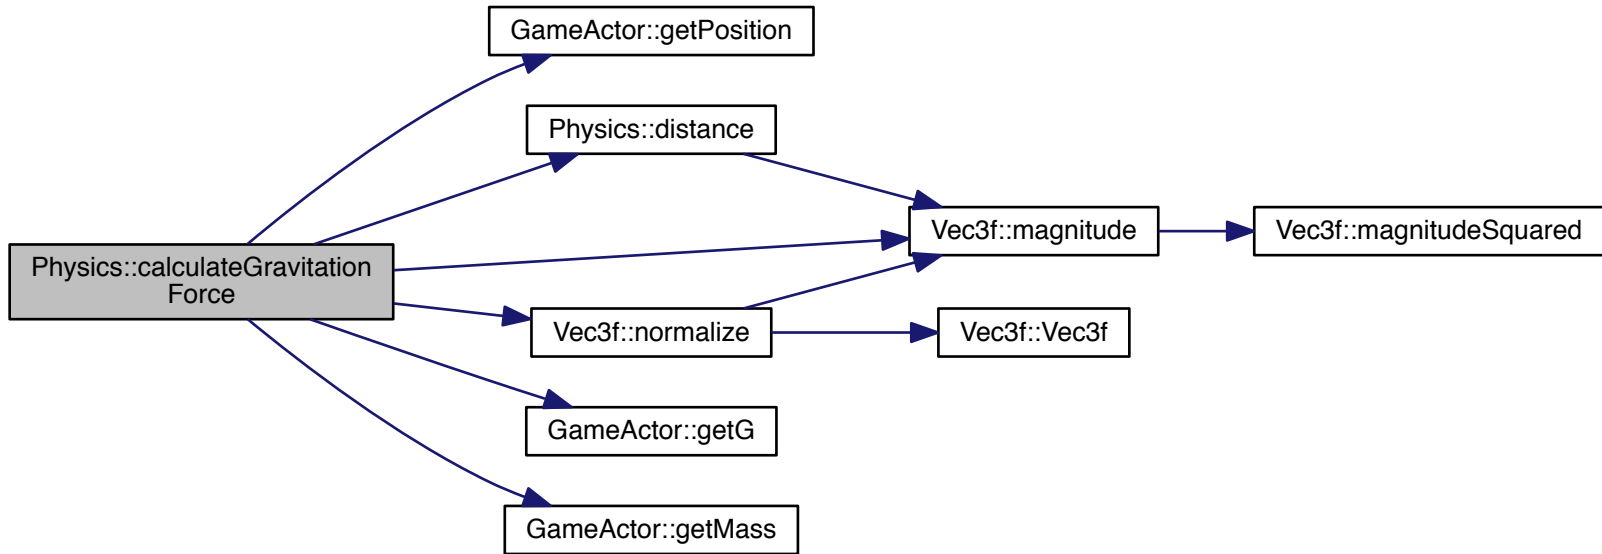 GameActor::getPosition
Physics::distance
Vec3f::magnitude
Vec3f::magnitudeSquared
Physics::calculateGravitation
Force
Vec3f::normalize
Vec3f::Vec3f
GameActor::getG
GameActor::getMass